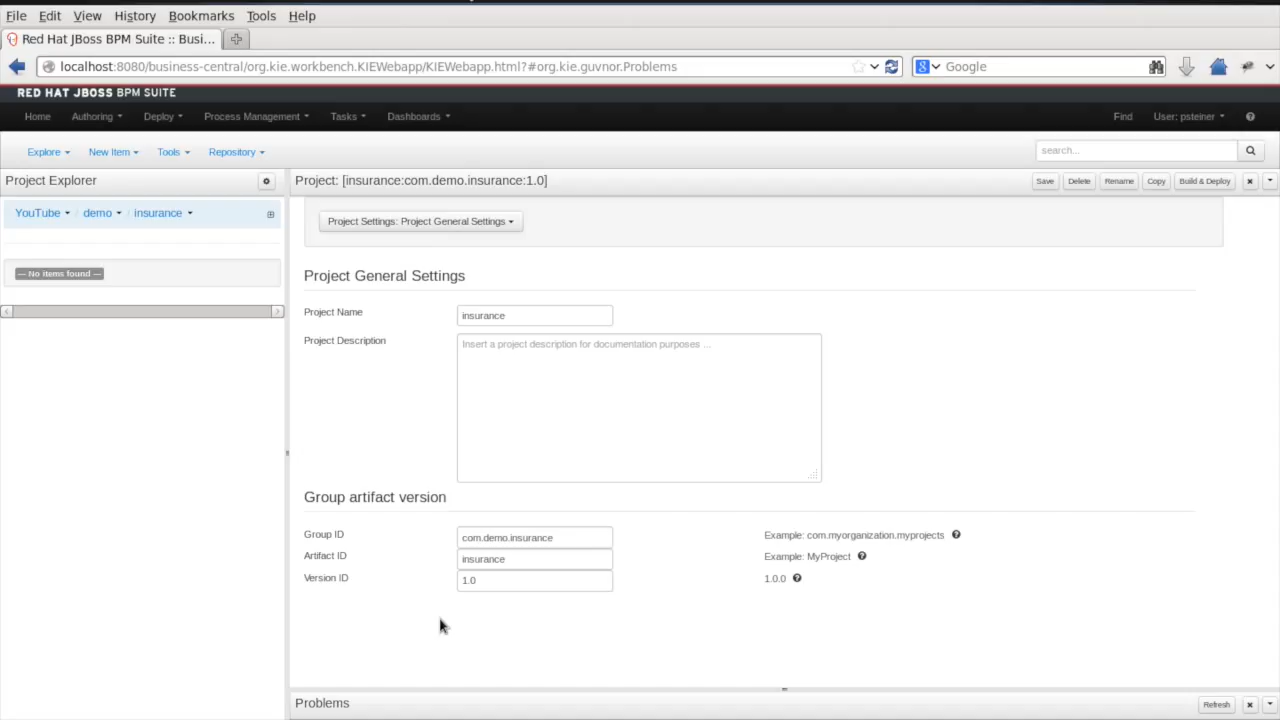 File Edit View History Bookmarks Tools Help
Red Hat JBoss BPM Suite :: Busi...
localhost:8080/business-central/org.kie.workbench.KIEWebapp/KIEWebapp.html?#org.kie.guvnor.Problems
Google
RED HAT JBOSS BPM SUITE
Home Authoring Deploy Process Management Tasks Dashboards Find User: psteiner
Explore New Item Tools Repository search...
Project Explorer
Project: [insurance:com.demo.insurance:1.0] Save Delete Rename Copy Build & Deploy
YouTube / demo / insurance
Project Settings: Project General Settings
— No items found —
Project General Settings
Project Name insurance
Project Description Insert a project description for documentation purposes ...
Group artifact version
Group ID com.demo.insurance Example: com.myorganization.myprojects
Artifact ID insurance Example: MyProject
Version ID 1.0 1.0.0
Problems Refresh